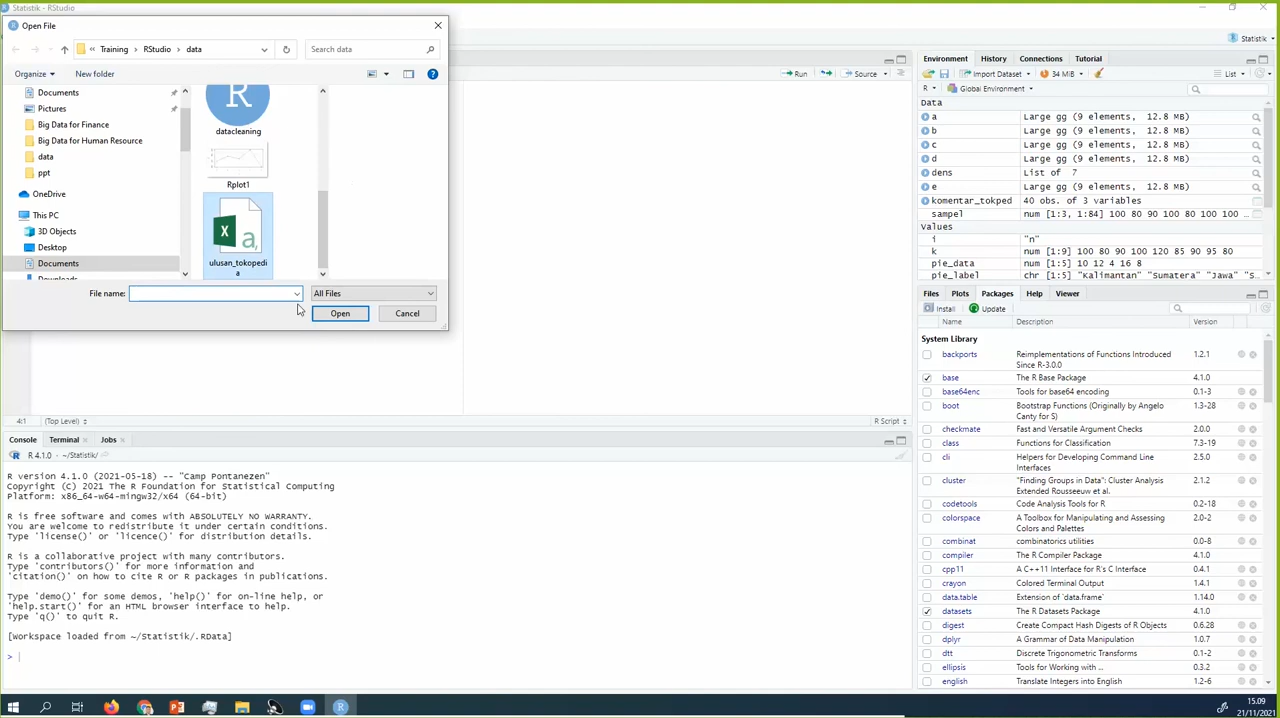 Statistik - RStudio
Open File
Training
RStudio
data
Search data
Organize
New folder
Documents
Pictures
Big Data for Finance
Big Data for Human Resource
data
ppt
OneDrive
This PC
3D Objects
Desktop
Documents
datacleaning
Rplot1
ulusan_tokopedi
a
File name:
All Files
Open
Cancel
Statistik
Run
Source
4:1
(Top Level)
R Script
Console
Terminal
Jobs
R 4.1.0 · ~/Statistik/
R version 4.1.0 (2021-05-18) -- "Camp Pontanezen"
Copyright (C) 2021 The R Foundation for Statistical Computing
Platform: x86_64-w64-mingw32/x64 (64-bit)
R is free software and comes with ABSOLUTELY NO WARRANTY.
You are welcome to redistribute it under certain conditions.
Type 'license()' or 'licence()' for distribution details.
R is a collaborative project with many contributors.
Type 'contributors()' for more information and
'citation()' on how to cite R or R packages in publications.
Type 'demo()' for some demos, 'help()' for on-line help, or
'help.start()' for an HTML browser interface to help.
Type 'q()' to quit R.
[Workspace loaded from ~/Statistik/.RData]
>
Environment
History
Connections
Tutorial
Import Dataset
34 MiB
List
R
Global Environment
Data
a Large gg (9 elements, 12.8 MB)
b Large gg (9 elements, 12.8 MB)
c Large gg (9 elements, 12.8 MB)
d Large gg (9 elements, 12.8 MB)
dens List of 7
e Large gg (9 elements, 12.8 MB)
komentar_tokped 40 obs. of 3 variables
sampel num [1:3, 1:84] 100 80 90 100 80 100 100 …
Values
i "n"
k num [1:9] 100 80 90 100 120 85 90 95 80
pie_data num [1:5] 10 12 4 16 8
pie_label chr [1:5] "Kalimantan" "Sumatera" "Jawa" "S…
Files
Plots
Packages
Help
Viewer
Install
Update
Name Description Version
System Library
backports Reimplementations of Functions Introduced 1.2.1
Since R-3.0.0
base The R Base Package 4.1.0
base64enc Tools for base64 encoding 0.1-3
boot Bootstrap Functions (Originally by Angelo 1.3-28
Canty for S)
checkmate Fast and Versatile Argument Checks 2.0.0
class Functions for Classification 7.3-19
cli Helpers for Developing Command Line 2.5.0
Interfaces
cluster "Finding Groups in Data": Cluster Analysis 2.1.2
Extended Rousseeuw et al.
codetools Code Analysis Tools for R 0.2-18
colorspace A Toolbox for Manipulating and Assessing 2.0-2
Colors and Palettes
combinat combinatorics utilities 0.0-8
compiler The R Compiler Package 4.1.0
cpp11 A C++11 Interface for R's C Interface 0.4.1
crayon Colored Terminal Output 1.4.1
data.table Extension of `data.frame` 1.14.0
datasets The R Datasets Package 4.1.0
digest Create Compact Hash Digests of R Objects 0.6.28
dplyr A Grammar of Data Manipulation 1.0.7
dtt Discrete Trigonometric Transforms 0.1-2
ellipsis Tools for Working with ... 0.3.2
english Translate Integers into English 1.2-6
15.09
21/11/2021